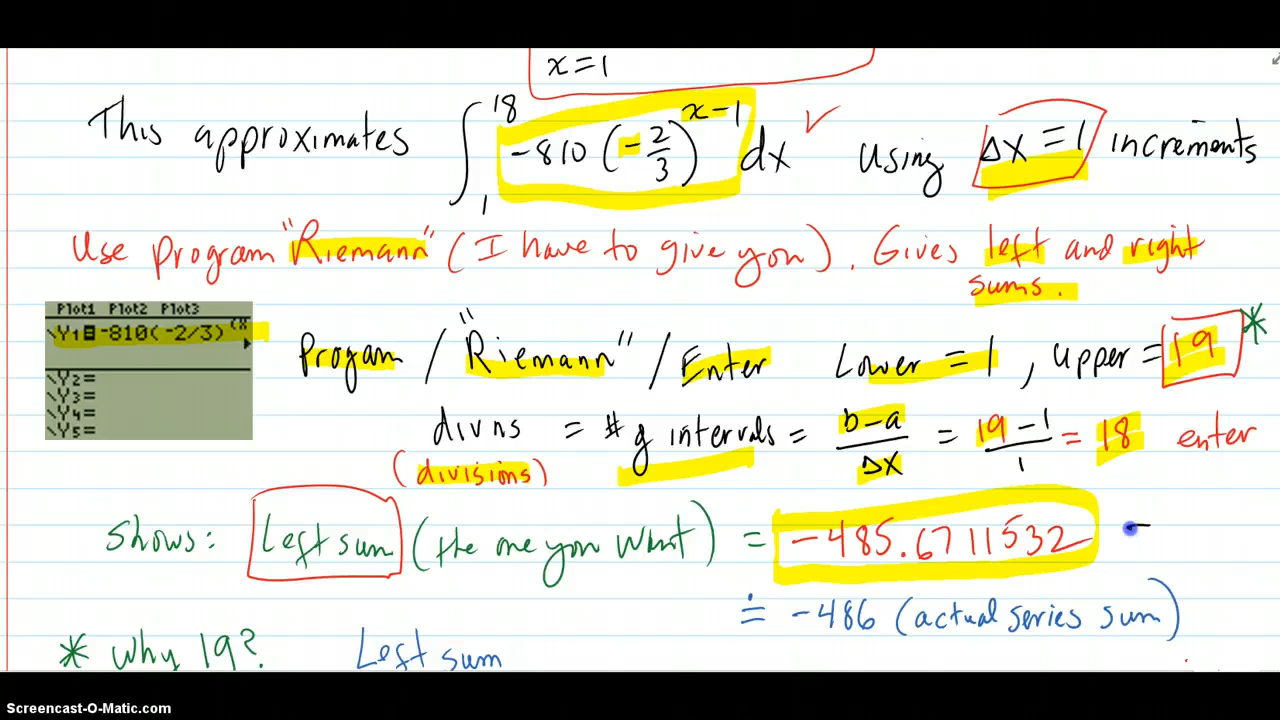 x=1
This approximates ∫₁¹⁸ -810(-2/3)^(x-1) dx ✓ using Δx=1 increments
Use program "Riemann" (I have to give you). Gives left and right
sums.
Plot1 Plot2 Plot3
\Y1=-810(-2/3)^(X
\Y2=
\Y3=
\Y4=
\Y5=
Progam / "Riemann" / Enter Lower = 1, upper = 19 *
divns = # of intervals = (b-a)/Δx = (19-1)/1 = 18 enter
(divisions)
Shows: Left sum (the one you want) = -485.6711532
≐ -486 (actual series sum)
* Why 19? Left sum
Screencast-O-Matic.com